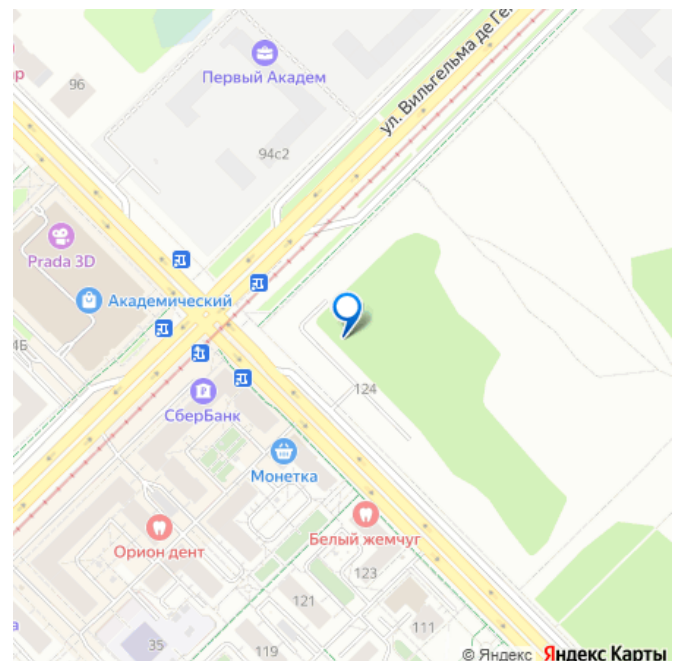 96
Первый Академ
ул. Вильгельма де Ген
94с2
Prada 3D
Академический
4Б
СберБанк
124
Монетка
Белый жемчуг
Орион дент
123
121
111
35
119
© Яндекс Яндекс Карты